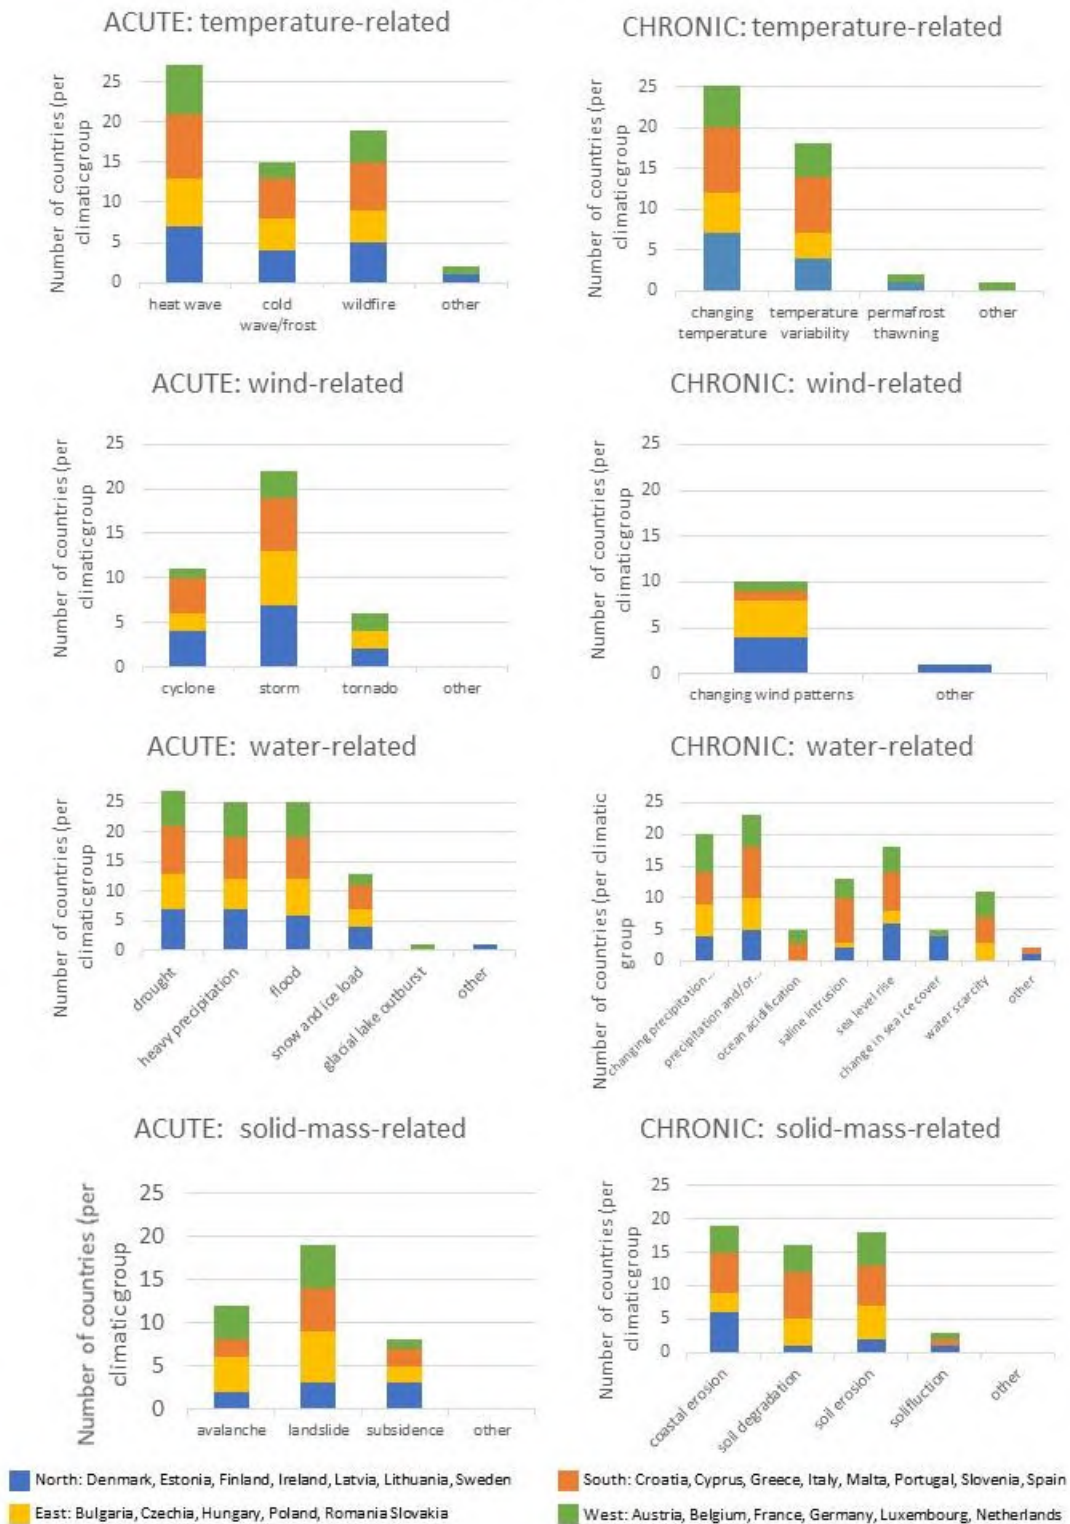 ACUTE: temperature-related
Number of countries (per
climaticgroup
25
20
15
10
5
0
heat wave
cold
wave/frost
wildfire
other
CHRONIC: temperature-related
Number of countries (per
climaticgroup
25
20
15
10
5
0
changing
temperature
temperature
variability
permafrost
thawning
other
ACUTE: wind-related
Number of countries (per
climaticgroup
25
20
15
10
5
0
cyclone
storm
tornado
other
CHRONIC: wind-related
Number of countries (per
climaticgroup
25
20
15
10
5
0
changing wind patterns
other
ACUTE: water-related
Number of countries (per
climaticgroup
25
20
15
10
5
0
drought
heavy precipitation
flood
snow and ice load
glacial lake outburst
other
CHRONIC: water-related
Number of countries (per climatic
group
25
20
15
10
5
0
changing precipitation...
precipitation and/or...
ocean acidification
saline intrusion
sea level rise
change in sea ice cover
water scarcity
other
ACUTE: solid-mass-related
Number of countries (per
climaticgroup
25
20
15
10
5
0
avalanche
landslide
subsidence
other
CHRONIC: solid-mass-related
Number of countries (per
climaticgroup
25
20
15
10
5
0
coastal erosion
soil degradation
soil erosion
solifluction
other
North: Denmark, Estonia, Finland, Ireland, Latvia, Lithuania, Sweden
South: Croatia, Cyprus, Greece, Italy, Malta, Portugal, Slovenia, Spain
East: Bulgaria, Czechia, Hungary, Poland, Romania Slovakia
West: Austria, Belgium, France, Germany, Luxembourg, Netherlands